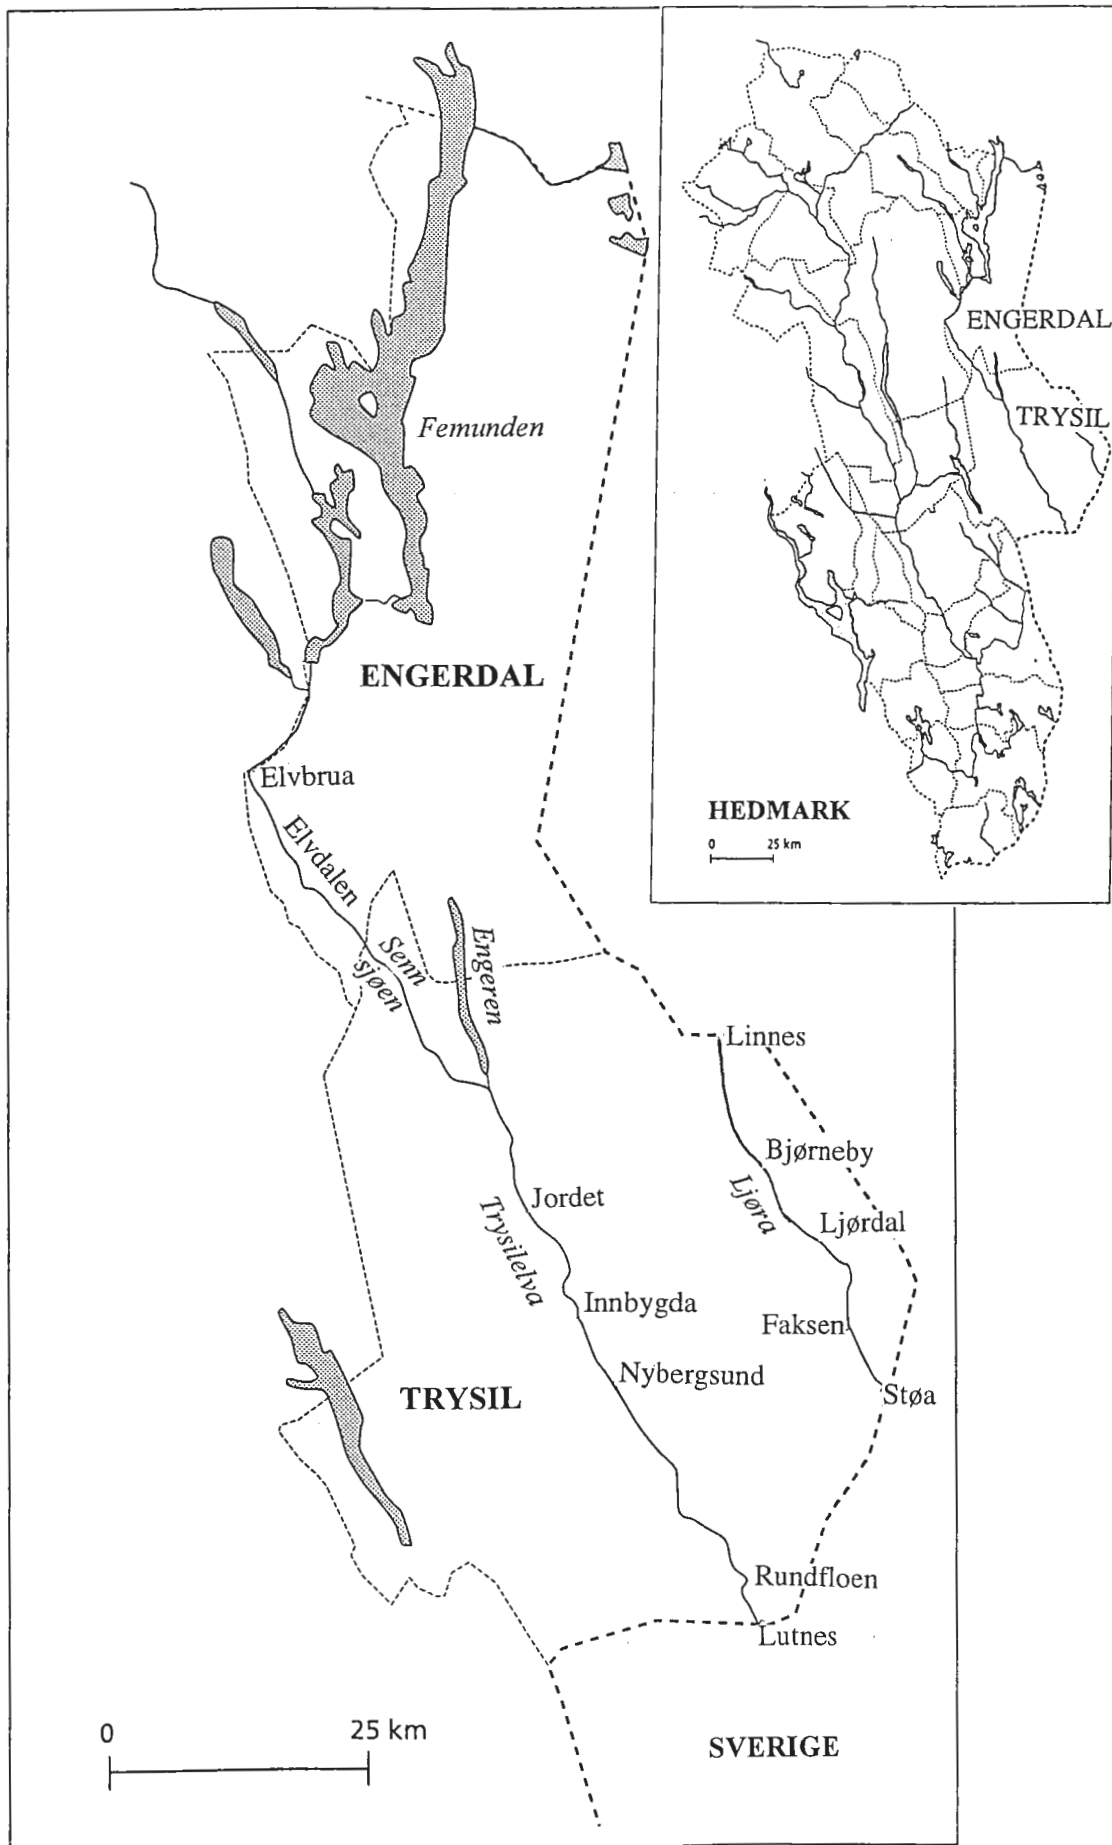 ENGERDAL
TRYSIL
HEDMARK
0 25 km
Femunden
ENGERDAL
Elvbrua
Elvdalen
Senn
sjøen
Engeren
Linnes
Bjørneby
Ljøra
Ljørdal
Jordet
Trysilelva
Innbygda
Faksen
Nybergsund
Støa
TRYSIL
Rundfloen
Lutnes
0 25 km
SVERIGE